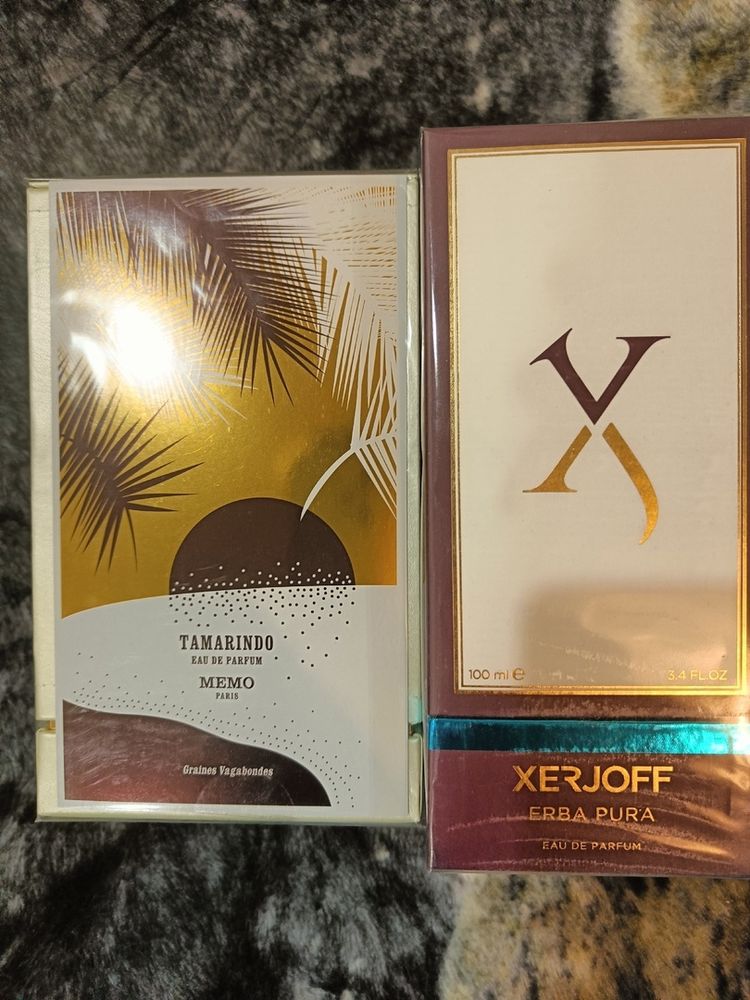 TAMARINDO
EAU DE PARFUM
MEMO
PARIS
Graines Vagabondes
X
100 ml ℮
3.4 FL.OZ
XERJOFF
ERBA PURA
EAU DE PARFUM